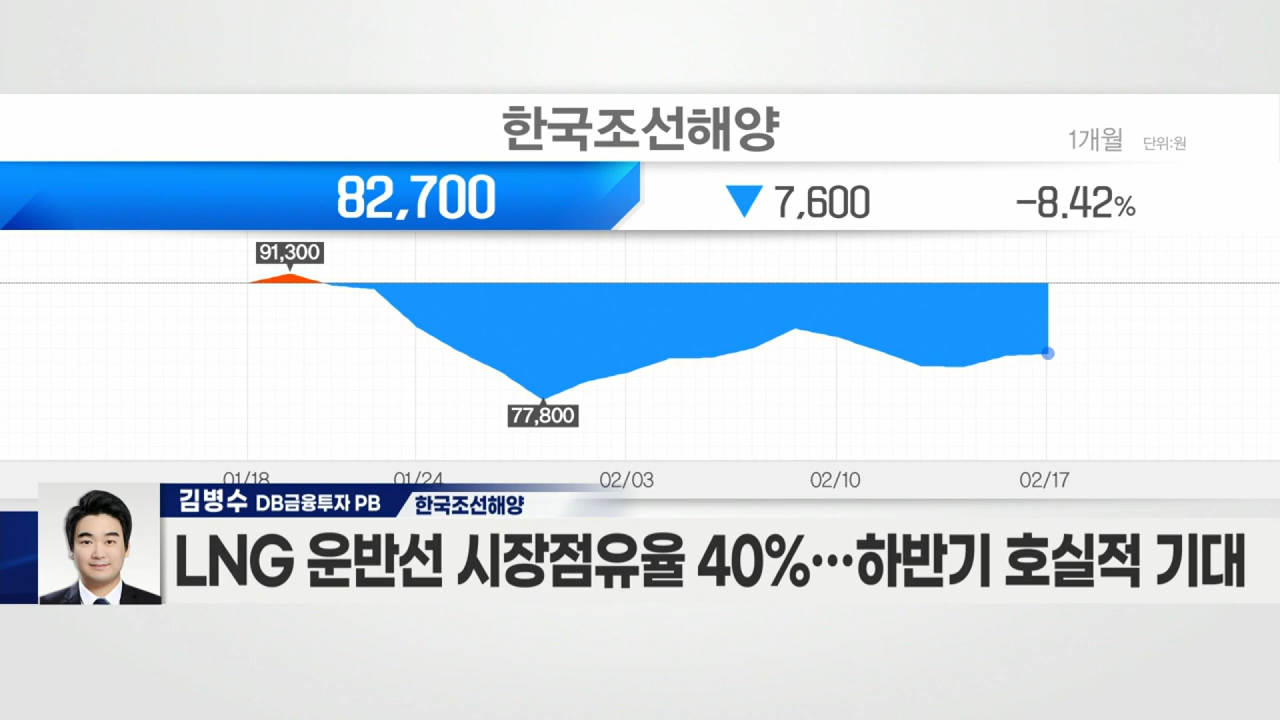 한국조선해양
1개월 단위:원
82,700 ▼ 7,600 -8.42%
91,300
77,800
01/18 01/24 02/03 02/10 02/17
김병수 DB금융투자 PB 한국조선해양
LNG 운반선 시장점유율 40%…하반기 호실적 기대